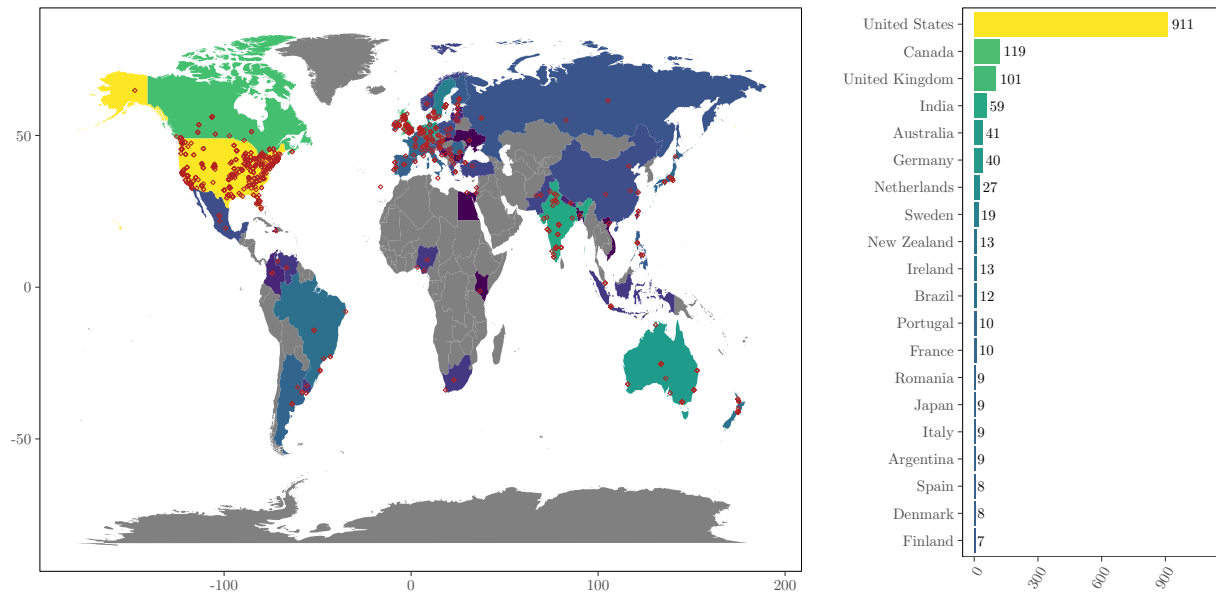 50
0
-50
-100
0
100
200
United States 911
Canada 119
United Kingdom 101
India 59
Australia 41
Germany 40
Netherlands 27
Sweden 19
New Zealand 13
Ireland 13
Brazil 12
Portugal 10
France 10
Romania 9
Japan 9
Italy 9
Argentina 9
Spain 8
Denmark 8
Finland 7
0
300
600
900